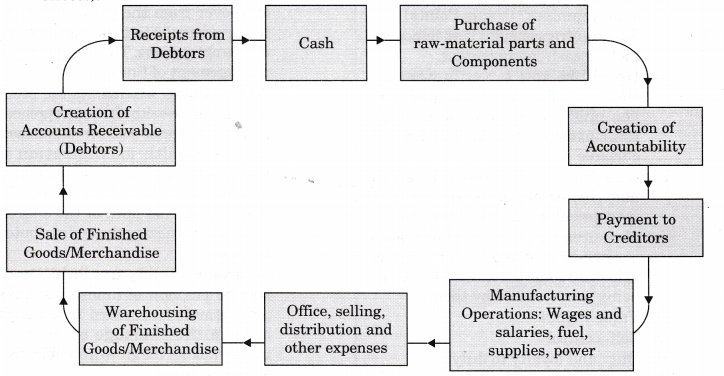 Receipts from
Debtors
Cash
Purchase of
raw-material parts and
Components
Creation of
Accountability
Payment to
Creditors
Manufacturing
Operations: Wages and
salaries, fuel,
supplies, power
Office, selling,
distribution and
other expenses
Warehousing
of Finished
Goods/Merchandise
Sale of Finished
Goods/Merchandise
Creation of
Accounts Receivable
(Debtors)